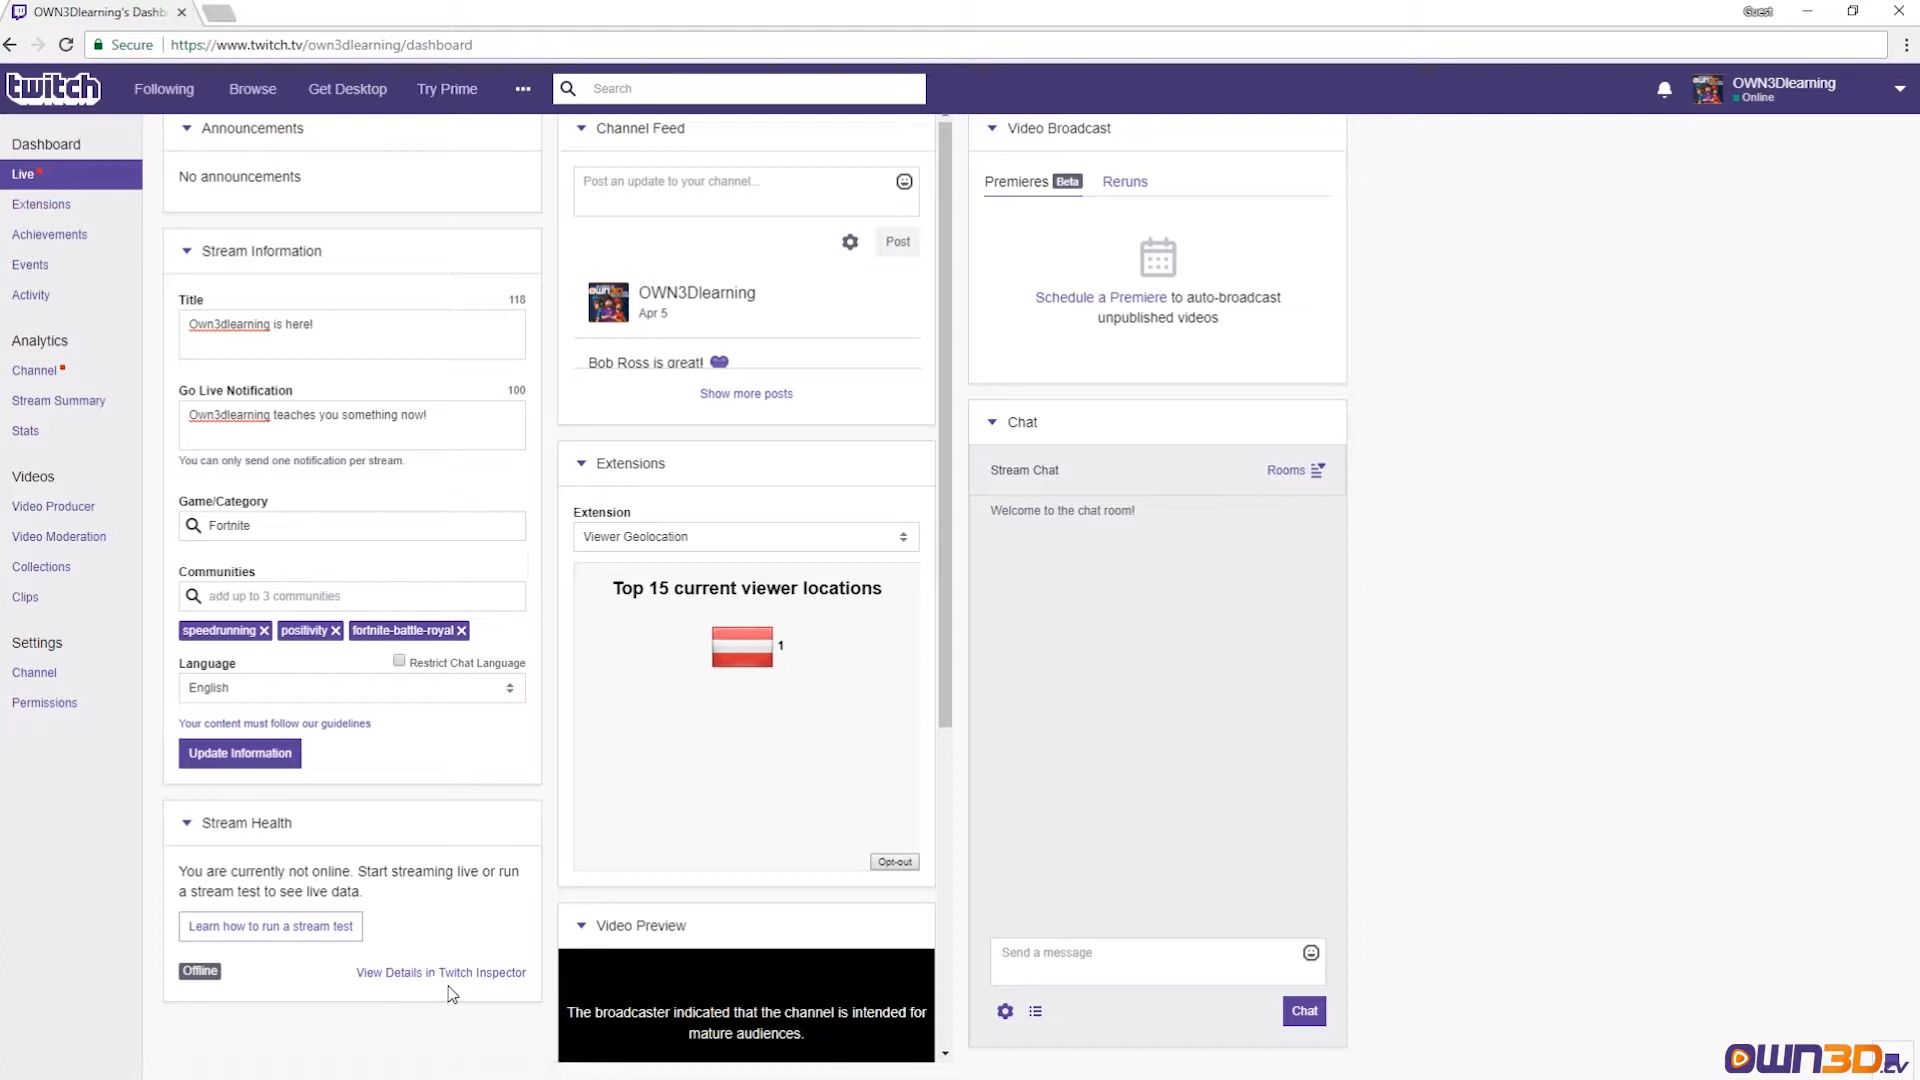 OWN3Dlearning's Dashb
Guest
Secure
https://www.twitch.tv/own3dlearning/dashboard
twitch
Following
Browse
Get Desktop
Try Prime
Search
OWN3Dlearning
Online
Dashboard
Live
Extensions
Achievements
Events
Activity
Analytics
Channel
Stream Summary
Stats
Videos
Video Producer
Video Moderation
Collections
Clips
Settings
Channel
Permissions
Announcements
No announcements
Stream Information
Title
118
Own3dlearning is here!
Go Live Notification
100
Own3dlearning teaches you something now!
You can only send one notification per stream.
Game/Category
Fortnite
Communities
add up to 3 communities
speedrunning
positivity
fortnite-battle-royal
Language
Restrict Chat Language
English
Your content must follow our guidelines
Update Information
Stream Health
You are currently not online. Start streaming live or run
a stream test to see live data.
Learn how to run a stream test
Offline
View Details in Twitch Inspector
Channel Feed
Post an update to your channel...
Post
OWN3Dlearning
Apr 5
Bob Ross is great!
Show more posts
Extensions
Extension
Viewer Geolocation
Top 15 current viewer locations
1
Opt-out
Video Preview
The broadcaster indicated that the channel is intended for
mature audiences.
Video Broadcast
Premieres Beta
Reruns
Schedule a Premiere to auto-broadcast
unpublished videos
Chat
Stream Chat
Rooms
Welcome to the chat room!
Send a message
Chat
OWN3D.tv